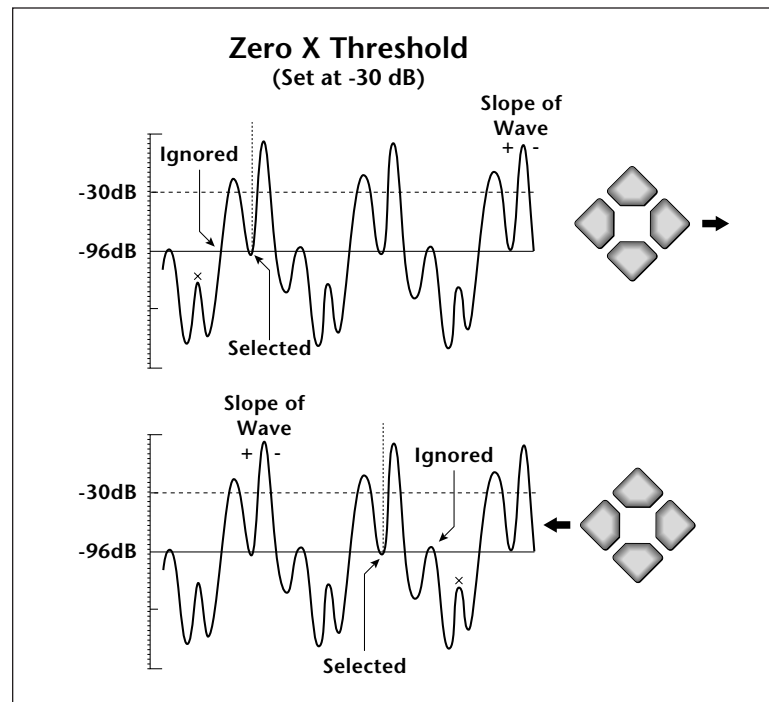 Zero X Threshold
(Set at -30 dB)
Slope of
Wave
+ -
Ignored
-30dB
-96dB
×
Selected
Slope of
Wave
+ -
Ignored
-30dB
-96dB
×
Selected